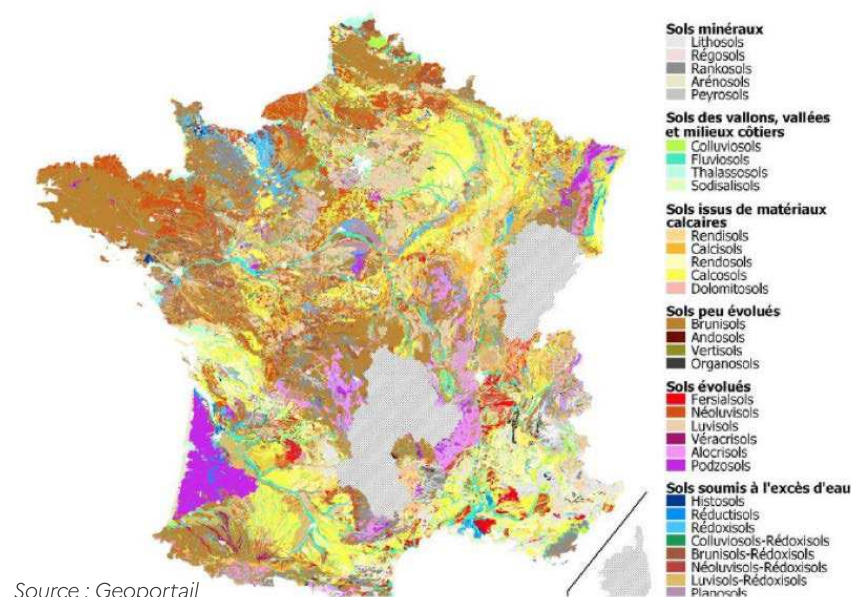 Sols minéraux
Lithosols
Régosols
Rankosols
Arénosols
Peyrosols
Sols des vallons, vallées
et milieux côtiers
Colluviosols
Fluviosols
Thalassosols
Sodisalisols
Sols issus de matériaux
calcaires
Rendisols
Calcisols
Rendosols
Calcosols
Dolomitosols
Sols peu évolués
Brunisols
Andosols
Vertisols
Organosols
Sols évolués
Fersialsols
Néoluvisols
Luvisols
Véracrisols
Alocrisols
Podzosols
Sols soumis à l'excès d'eau
Histosols
Réductisols
Rédoxisols
Colluviosols-Rédoxisols
Brunisols-Rédoxisols
Néoluvisols-Rédoxisols
Luvisols-Rédoxisols
Planosols
Source : Geoportail